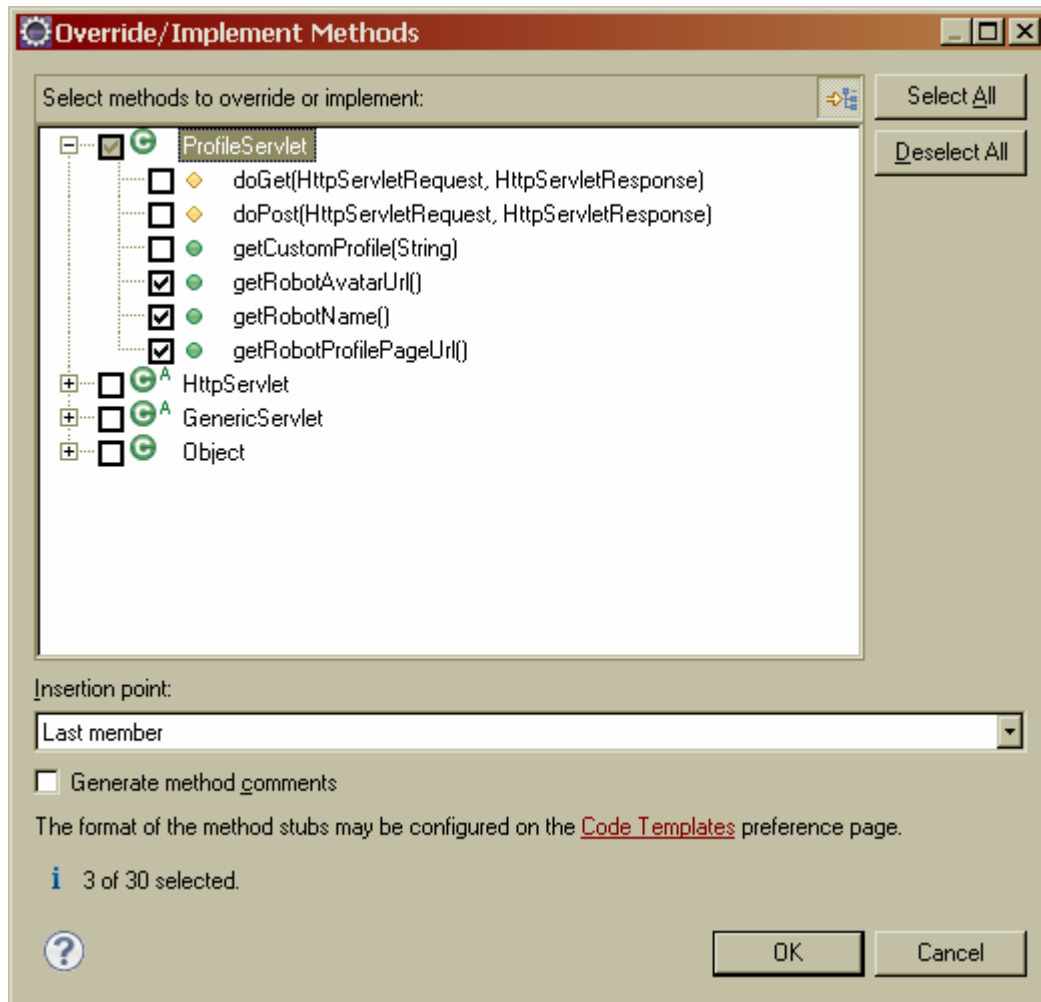 Override/Implement Methods
Select methods to override or implement:
Select All
Deselect All
ProfileServlet
doGet(HttpServletRequest, HttpServletResponse)
doPost(HttpServletRequest, HttpServletResponse)
getCustomProfile(String)
getRobotAvatarUrl()
getRobotName()
getRobotProfilePageUrl()
HttpServlet
GenericServlet
Object
Insertion point:
Last member
Generate method comments
The format of the method stubs may be configured on the Code Templates preference page.
3 of 30 selected.
OK
Cancel